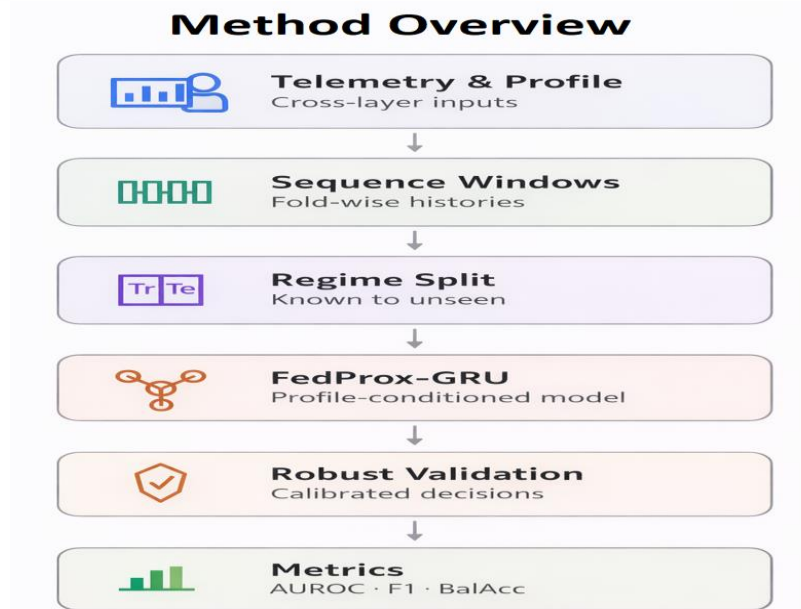 Method Overview
Telemetry & Profile
Cross-layer inputs
Sequence Windows
Fold-wise histories
Tr Te
Regime Split
Known to unseen
FedProx-GRU
Profile-conditioned model
Robust Validation
Calibrated decisions
Metrics
AUROC · F1 · BalAcc